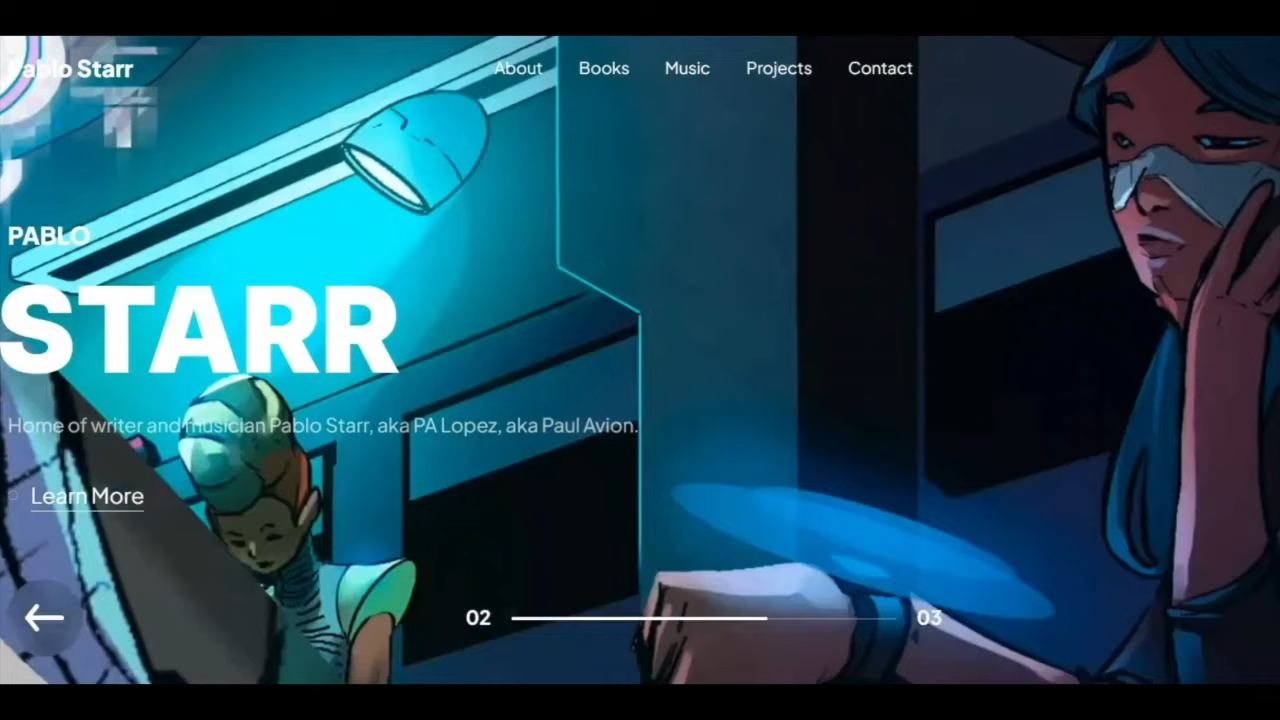 Pablo Starr
About Books Music Projects Contact
PABLO
STARR
Home of writer and musician Pablo Starr, aka PA Lopez, aka Paul Avion.
Learn More
02 03